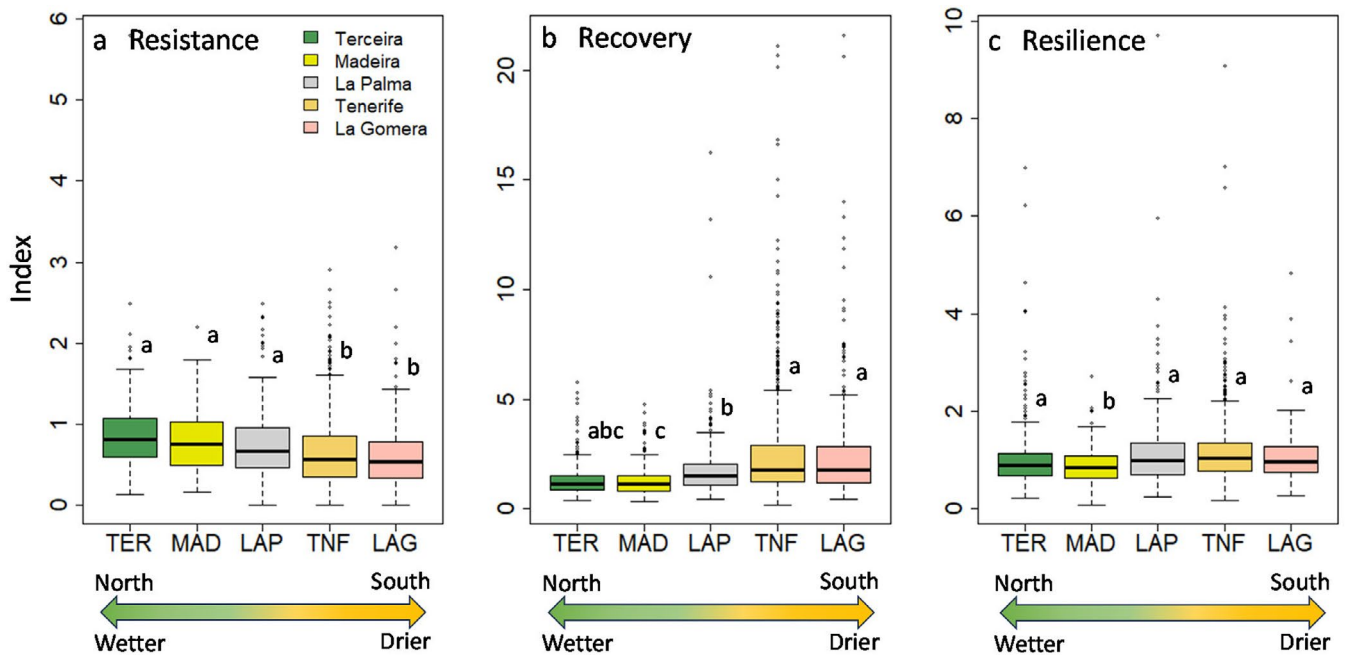 a Resistance
Terceira
Madeira
La Palma
Tenerife
La Gomera
Index
6
5
4
3
2
1
0
a
a
a
b
b
TER MAD LAP TNF LAG
North South
Wetter Drier
b Recovery
20
15
10
5
0
abc
c
b
a
a
TER MAD LAP TNF LAG
North South
Wetter Drier
c Resilience
10
8
6
4
2
0
a
b
a
a
a
TER MAD LAP TNF LAG
North South
Wetter Drier